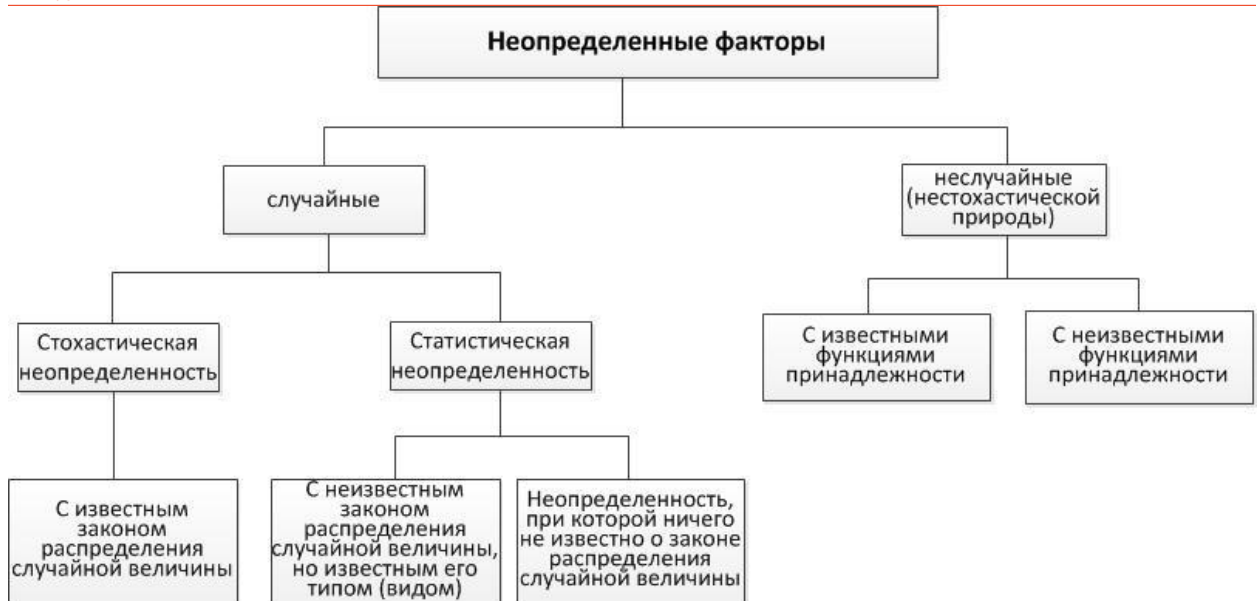 Неопределенные факторы
случайные
неслучайные
(нестохастической
природы)
Стохастическая
неопределенность
Статистическая
неопределенность
С известными
функциями
принадлежности
С неизвестными
функциями
принадлежности
С известным
законом
распределения
случайной величины
С неизвестным
законом
распределения
случайной величины,
но известным его
типом (видом)
Неопределенность,
при которой ничего
не известно о законе
распределения
случайной величины